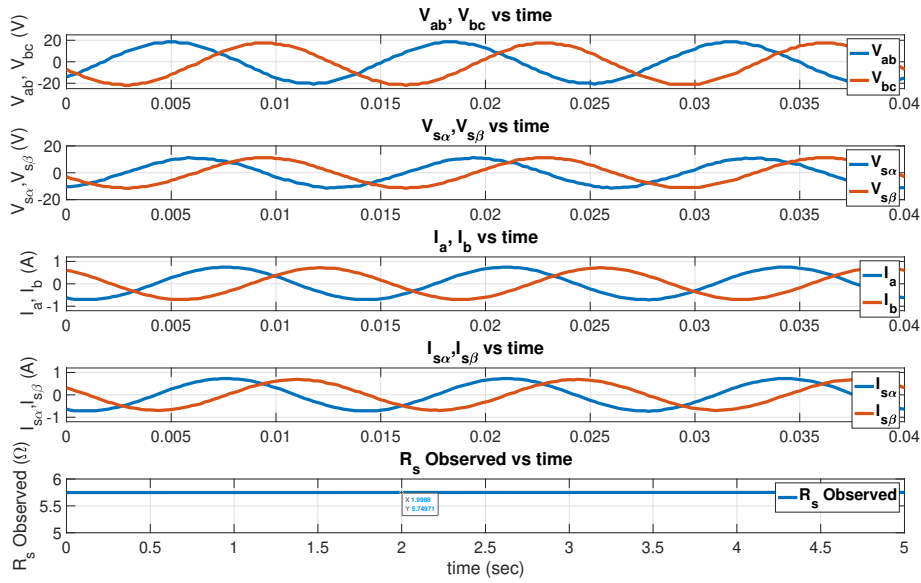 V_ab, V_bc vs time
V_ab, V_bc (V)
20
0
-20
V_ab
V_bc
0 0.005 0.01 0.015 0.02 0.025 0.03 0.035 0.04
V_sα,V_sβ vs time
V_sα,V_sβ (V)
20
0
-20
V_sα
V_sβ
0 0.005 0.01 0.015 0.02 0.025 0.03 0.035 0.04
I_a, I_b vs time
I_a, I_b (A)
1
0
-1
I_a
I_b
0 0.005 0.01 0.015 0.02 0.025 0.03 0.035 0.04
I_sα,I_sβ vs time
I_sα,I_sβ (A)
1
0
-1
I_sα
I_sβ
0 0.005 0.01 0.015 0.02 0.025 0.03 0.035 0.04
R_s Observed vs time
R_s Observed (Ω)
6
5.5
5
X 1.9988
Y 5.74971
R_s Observed
0 0.5 1 1.5 2 2.5 3 3.5 4 4.5 5
time (sec)